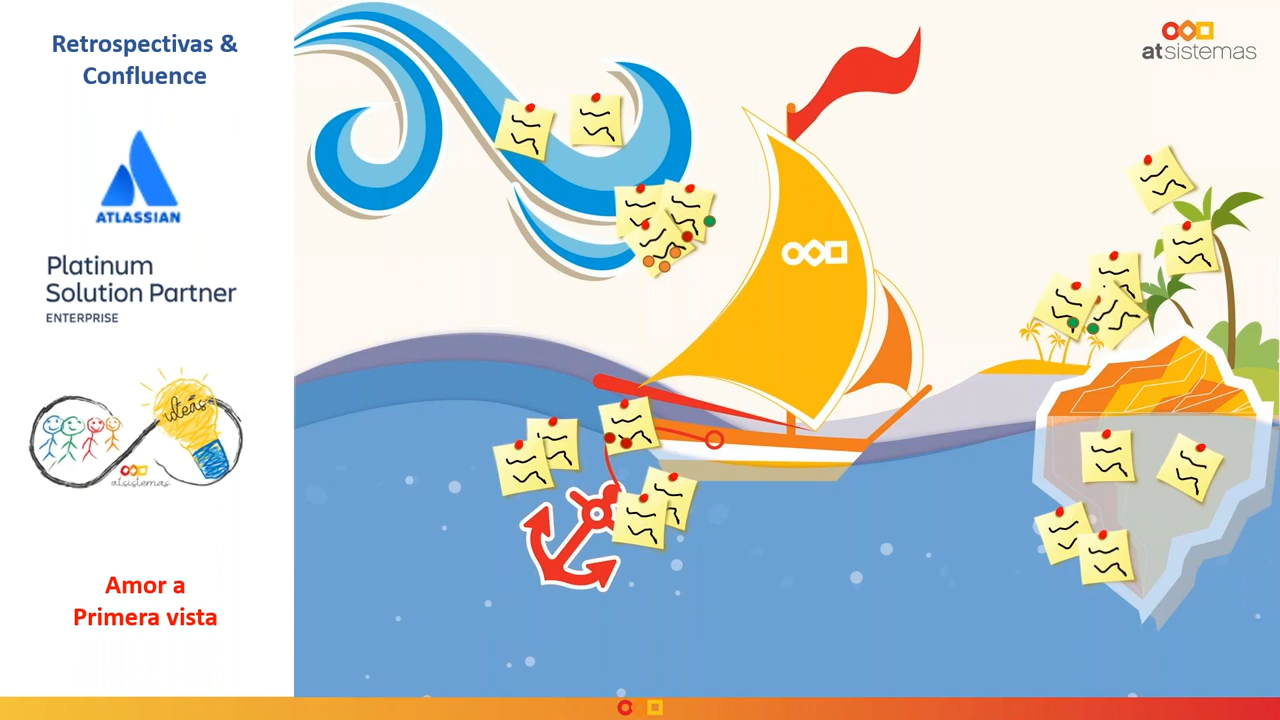 Retrospectivas &
Confluence
ATLASSIAN
Platinum
Solution Partner
ENTERPRISE
ideas
atsistemas
Amor a
Primera vista
atsistemas